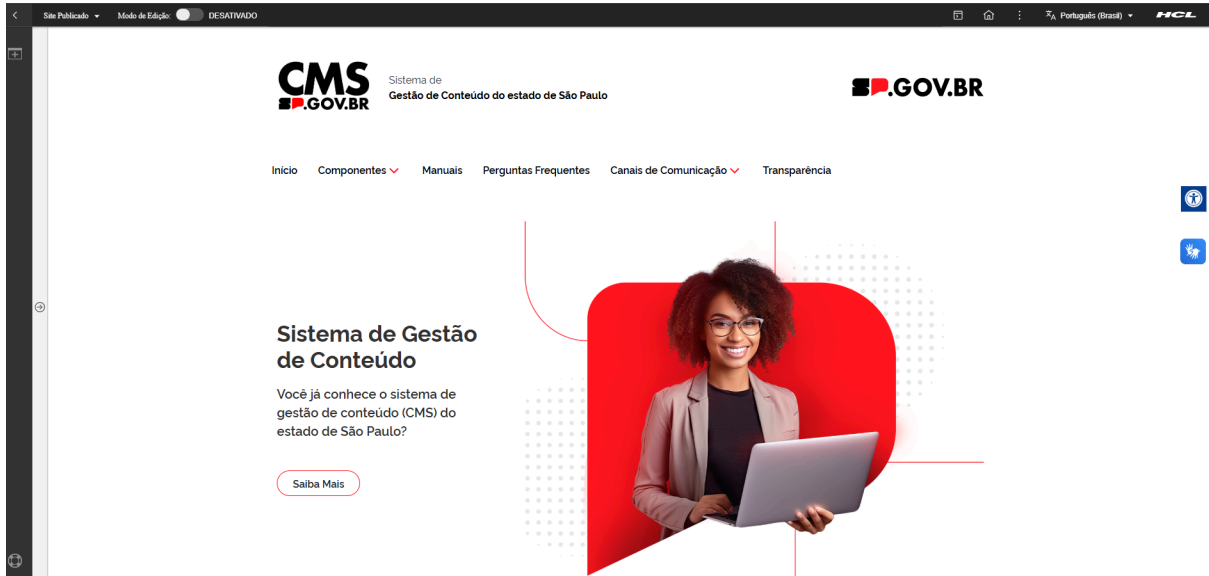 Site Publicado
Modo de Edição:
DESATIVADO
Português (Brasil)
HCL
CMS
SP.GOV.BR
Sistema de
Gestão de Conteúdo do estado de São Paulo
SP.GOV.BR
Início
Componentes
Manuais
Perguntas Frequentes
Canais de Comunicação
Transparência
Sistema de Gestão
de Conteúdo
Você já conhece o sistema de
gestão de conteúdo (CMS) do
estado de São Paulo?
Saiba Mais